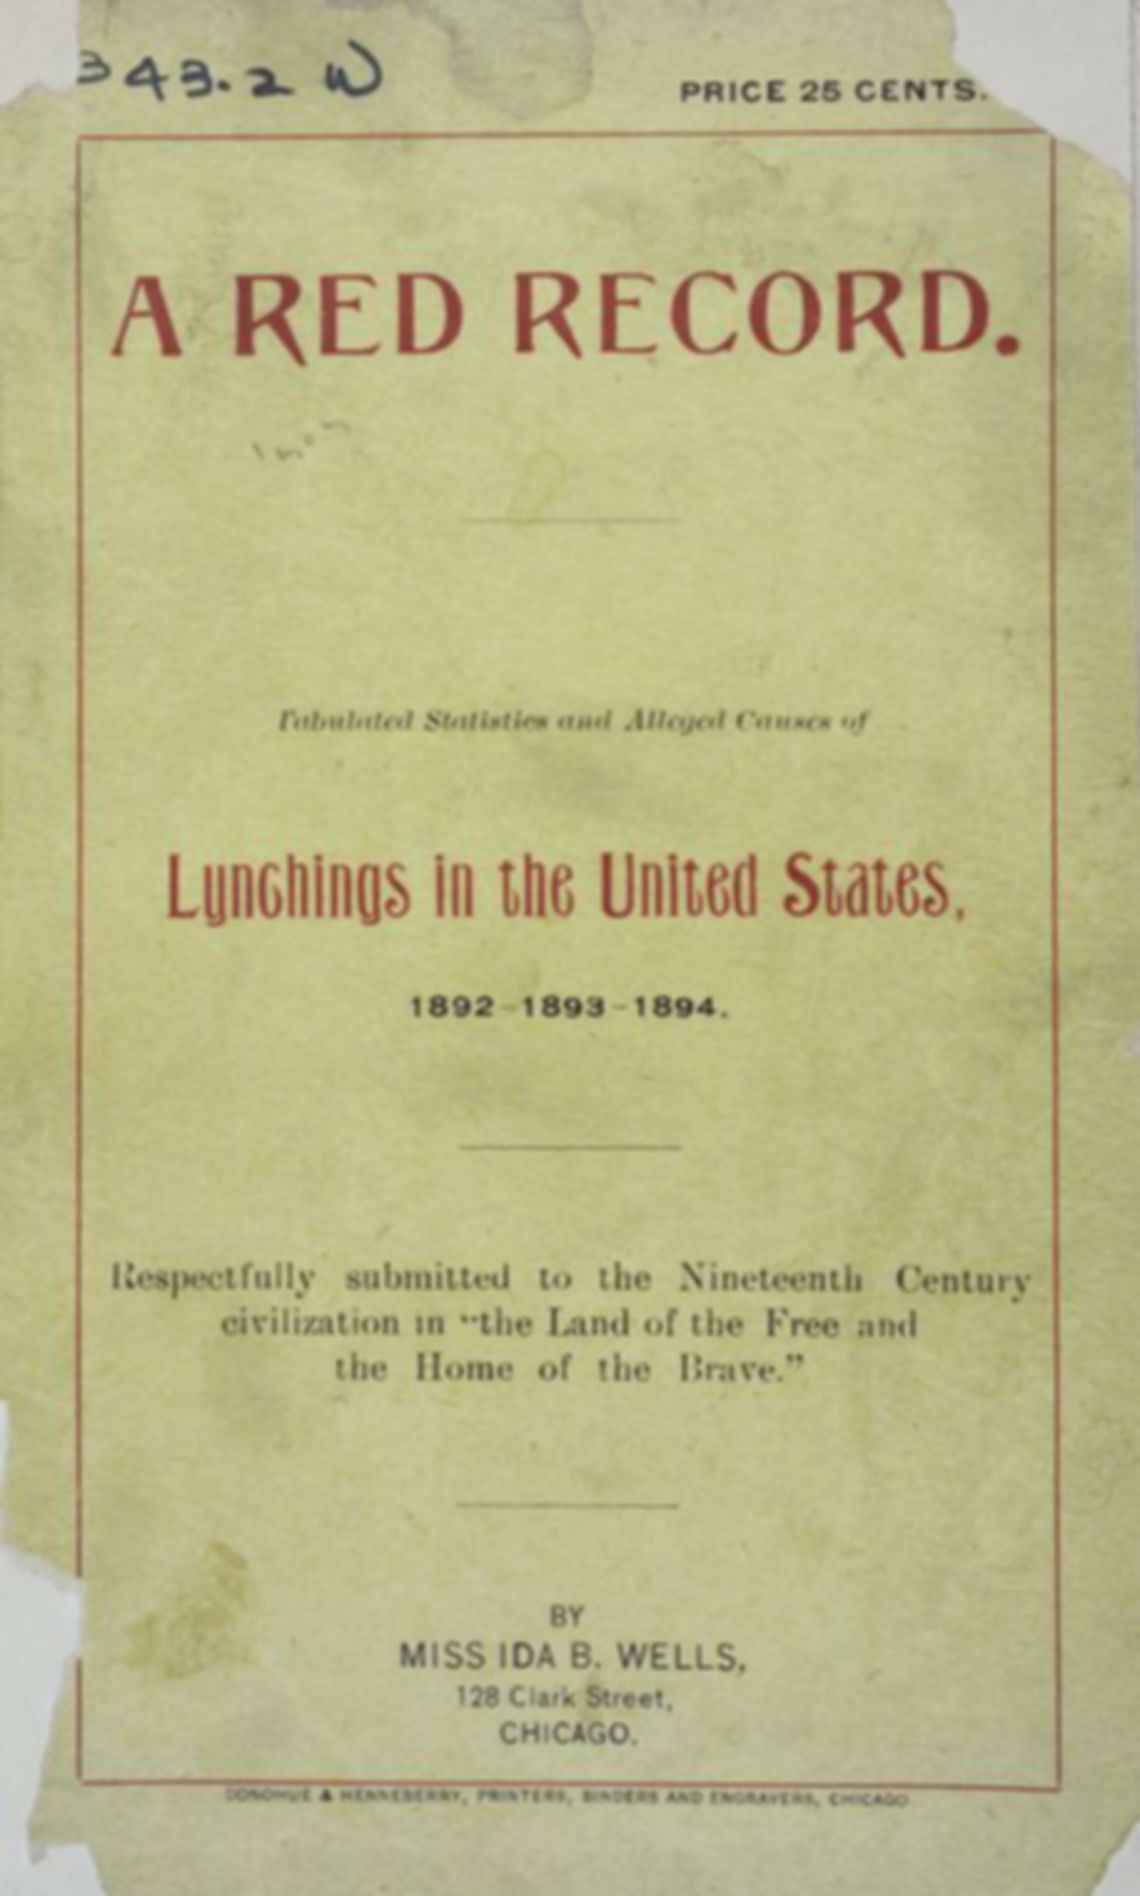 343.2 W
PRICE 25 CENTS.
A RED RECORD.
Tabulated Statistics and Alleged Causes of
Lynchings in the United States,
1892-1893-1894.
Respectfully submitted to the Nineteenth Century
civilization in "the Land of the Free and
the Home of the Brave."
BY
MISS IDA B. WELLS,
128 Clark Street,
CHICAGO.
DONOHUE & HENNEBERRY, PRINTERS, BINDERS AND ENGRAVERS, CHICAGO